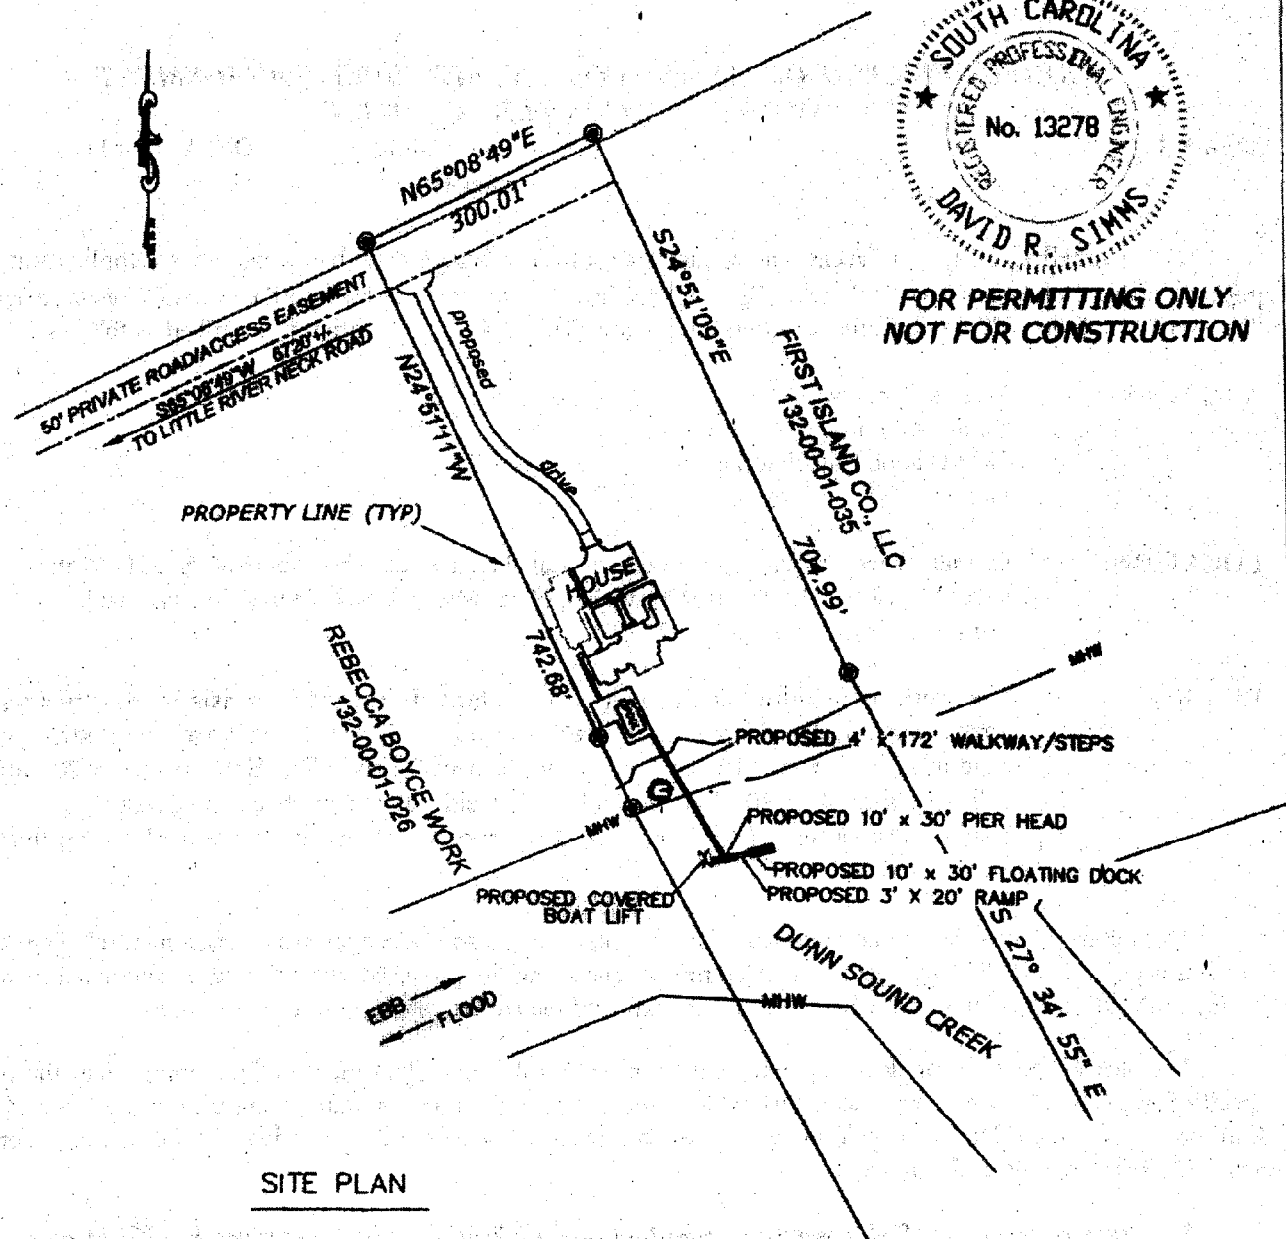 SOUTH CAROLINA
REGISTERED PROFESSIONAL ENGINEER
No. 13278
DAVID R. SIMMS
FOR PERMITTING ONLY
NOT FOR CONSTRUCTION
N65°08'49"E
300.01'
50' PRIVATE ROAD/ACCESS EASEMENT
S65°08'49"W 6720'+/-
TO LITTLE RIVER NECK ROAD
proposed
drive
N24°51'11"W
S24°51'09"E
FIRST ISLAND CO., LLC
132-00-01-035
704.99'
PROPERTY LINE (TYP)
HOUSE
742.68'
REBECCA BOYCE WORK
132-00-01-026
MHW
PROPOSED 4' X 172' WALKWAY/STEPS
MHW
PROPOSED 10' x 30' PIER HEAD
PROPOSED 10' x 30' FLOATING DOCK
PROPOSED 3' X 20' RAMP
PROPOSED COVERED
BOAT LIFT
S 27° 34' 55" E
DUNN SOUND CREEK
MHW
EBB
FLOOD
SITE PLAN